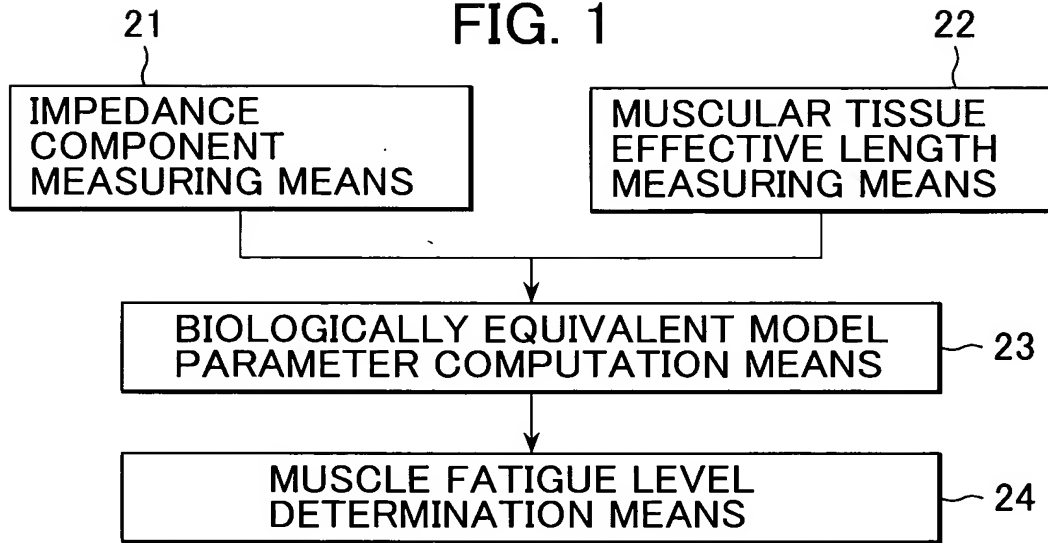 FIG. 1
21
22
IMPEDANCE
COMPONENT
MEASURING MEANS
MUSCULAR TISSUE
EFFECTIVE LENGTH
MEASURING MEANS
BIOLOGICALLY EQUIVALENT MODEL
PARAMETER COMPUTATION MEANS
23
MUSCLE FATIGUE LEVEL
DETERMINATION MEANS
24